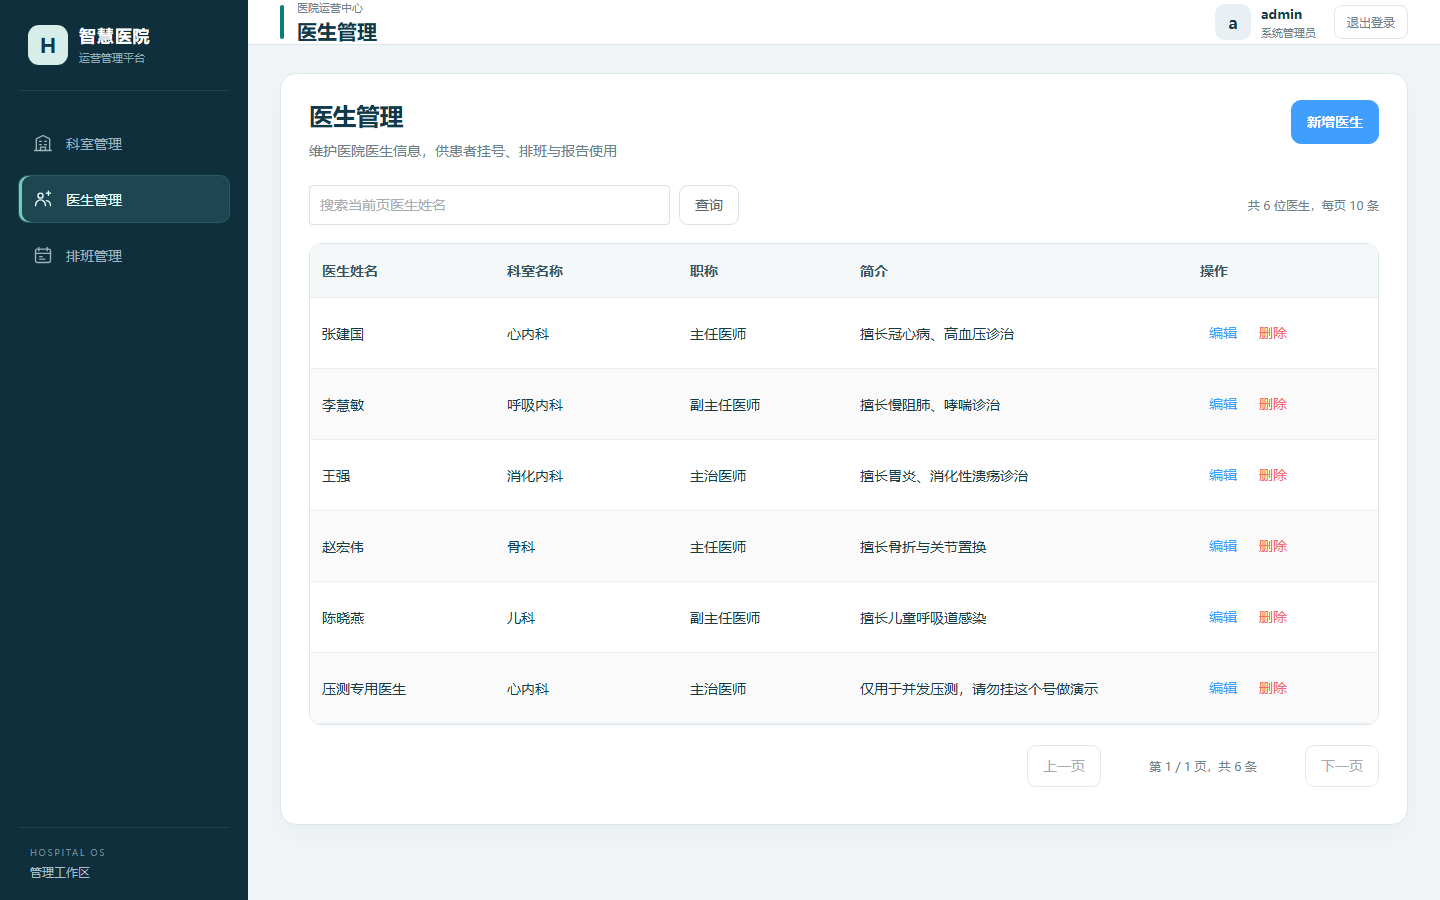 H
智慧医院
运营管理平台
科室管理
医生管理
排班管理
HOSPITAL OS
管理工作区
医院运营中心
医生管理
a
admin
系统管理员
退出登录
医生管理
维护医院医生信息，供患者挂号、排班与报告使用
新增医生
搜索当前页医生姓名
查询
共 6 位医生，每页 10 条
医生姓名 科室名称 职称 简介 操作
张建国 心内科 主任医师 擅长冠心病、高血压诊治 编辑 删除
李慧敏 呼吸内科 副主任医师 擅长慢阻肺、哮喘诊治 编辑 删除
王强 消化内科 主治医师 擅长胃炎、消化性溃疡诊治 编辑 删除
赵宏伟 骨科 主任医师 擅长骨折与关节置换 编辑 删除
陈晓燕 儿科 副主任医师 擅长儿童呼吸道感染 编辑 删除
压测专用医生 心内科 主治医师 仅用于并发压测，请勿挂这个号做演示 编辑 删除
上一页 第 1 / 1 页，共 6 条 下一页